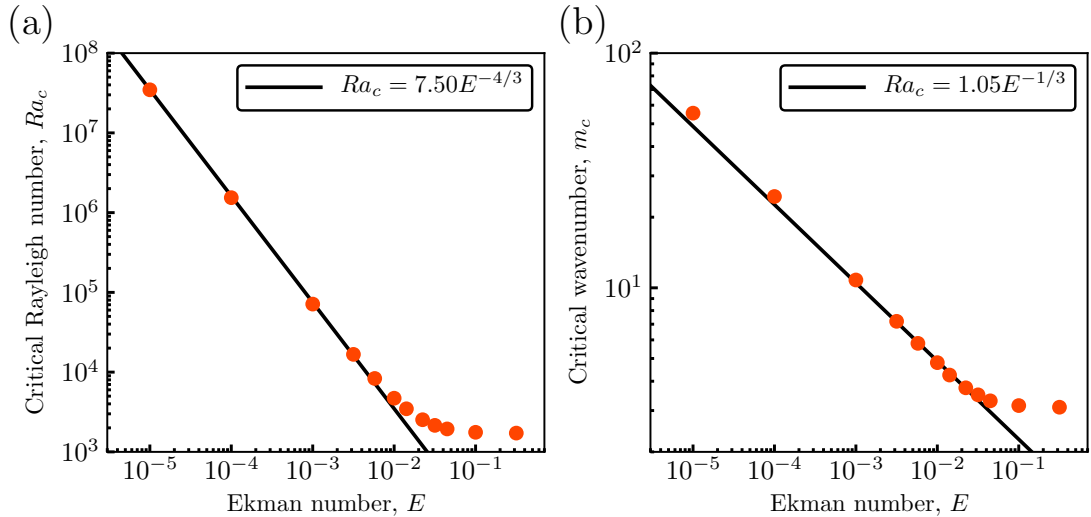 (a)
Critical Rayleigh number, $Ra_c$
10^8
10^7
10^6
10^5
10^4
10^3
Ra_c = 7.50E^{-4/3}
10^{-5} 10^{-4} 10^{-3} 10^{-2} 10^{-1}
Ekman number, E
(b)
Critical wavenumber, m_c
10^2
10^1
Ra_c = 1.05E^{-1/3}
10^{-5} 10^{-4} 10^{-3} 10^{-2} 10^{-1}
Ekman number, E